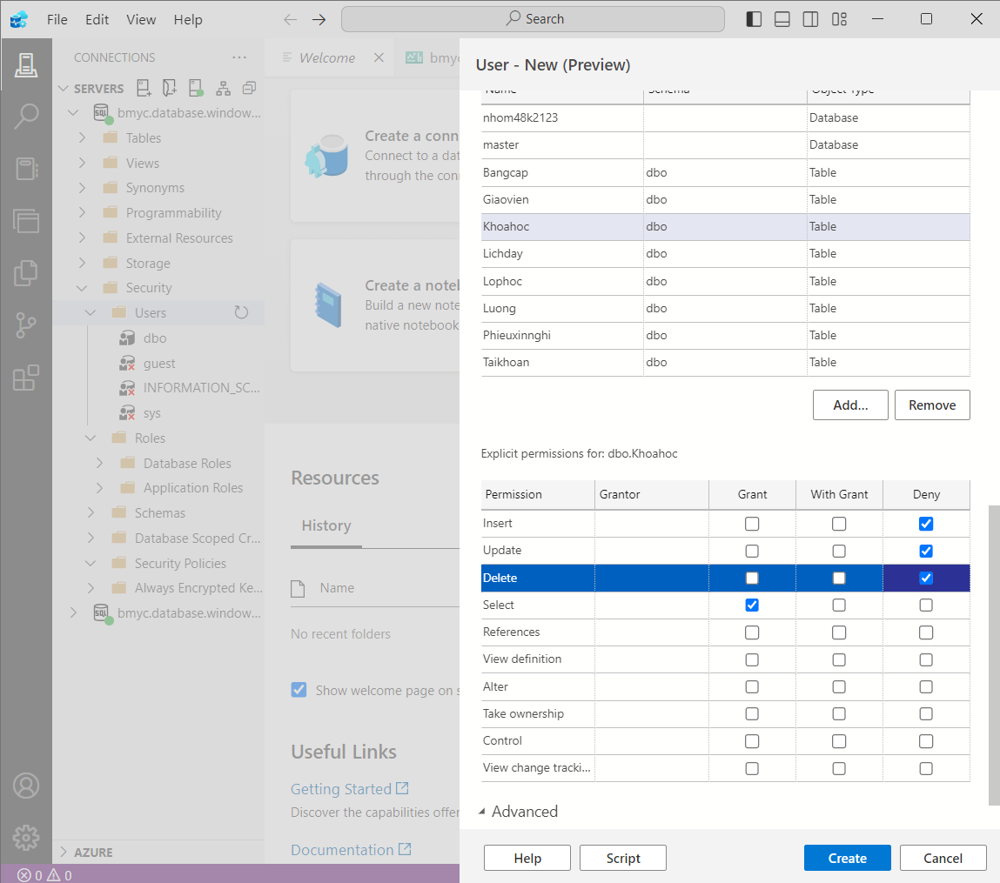 File Edit View Help Search
CONNECTIONS
SERVERS
bmyc.database.window...
Tables
Views
Synonyms
Programmability
External Resources
Storage
Security
Users
dbo
guest
INFORMATION_SC...
sys
Roles
Database Roles
Application Roles
Schemas
Database Scoped Cr...
Security Policies
Always Encrypted Ke...
bmyc.database.window...
AZURE
0 0
Welcome bmyc
Create a conn
Connect to a dat
through the conn
Create a noteb
Build a new note
native notebook
Resources
History
Name
No recent folders
Show welcome page on s
Useful Links
Getting Started
Discover the capabilities offer
Documentation
User - New (Preview)
Name Schema Object Type
nhom48k2123 Database
master Database
Bangcap dbo Table
Giaovien dbo Table
Khoahoc dbo Table
Lichday dbo Table
Lophoc dbo Table
Luong dbo Table
Phieuxinnghi dbo Table
Taikhoan dbo Table
Add... Remove
Explicit permissions for: dbo.Khoahoc
Permission Grantor Grant With Grant Deny
Insert
Update
Delete
Select
References
View definition
Alter
Take ownership
Control
View change tracki...
Advanced
Help Script Create Cancel